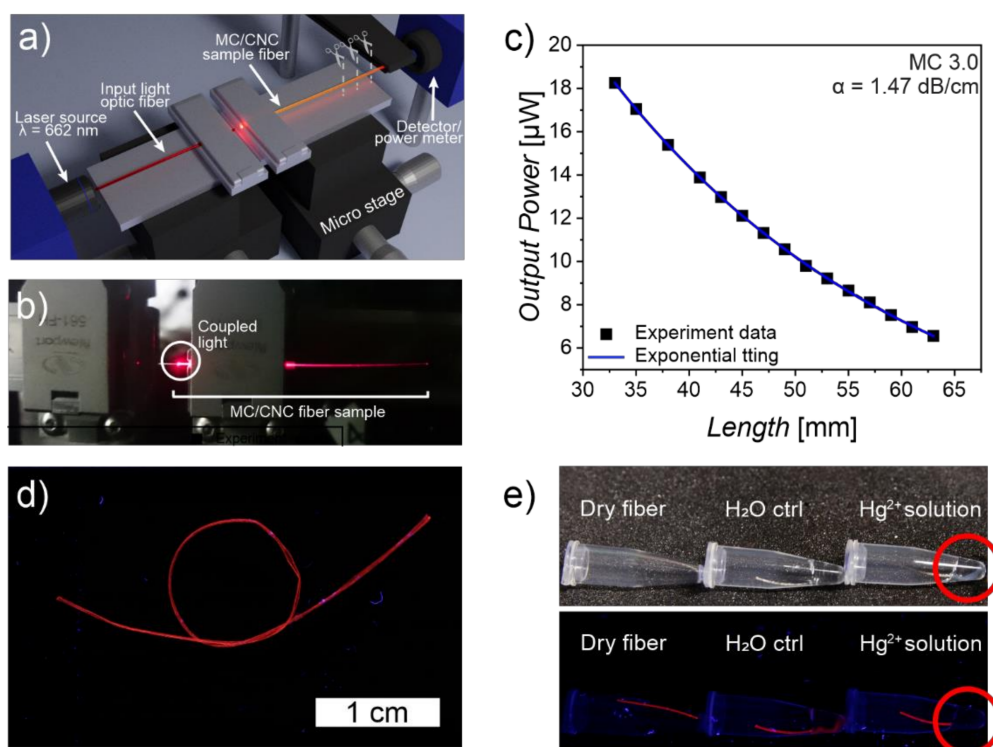 a)
MC/CNC
sample fiber
Input light
optic fiber
Laser source
λ = 662 nm
Detector/
power meter
Micro stage
b)
Coupled
light
Newport
561-FH
MC/CNC fiber sample
c)
MC 3.0
α = 1.47 dB/cm
Output Power [µW]
20
18
16
14
12
10
8
6
Experiment data
Exponential tting
30 35 40 45 50 55 60 65
Length [mm]
d)
1 cm
e)
Dry fiber H₂O ctrl Hg²⁺ solution
Dry fiber H₂O ctrl Hg²⁺ solution